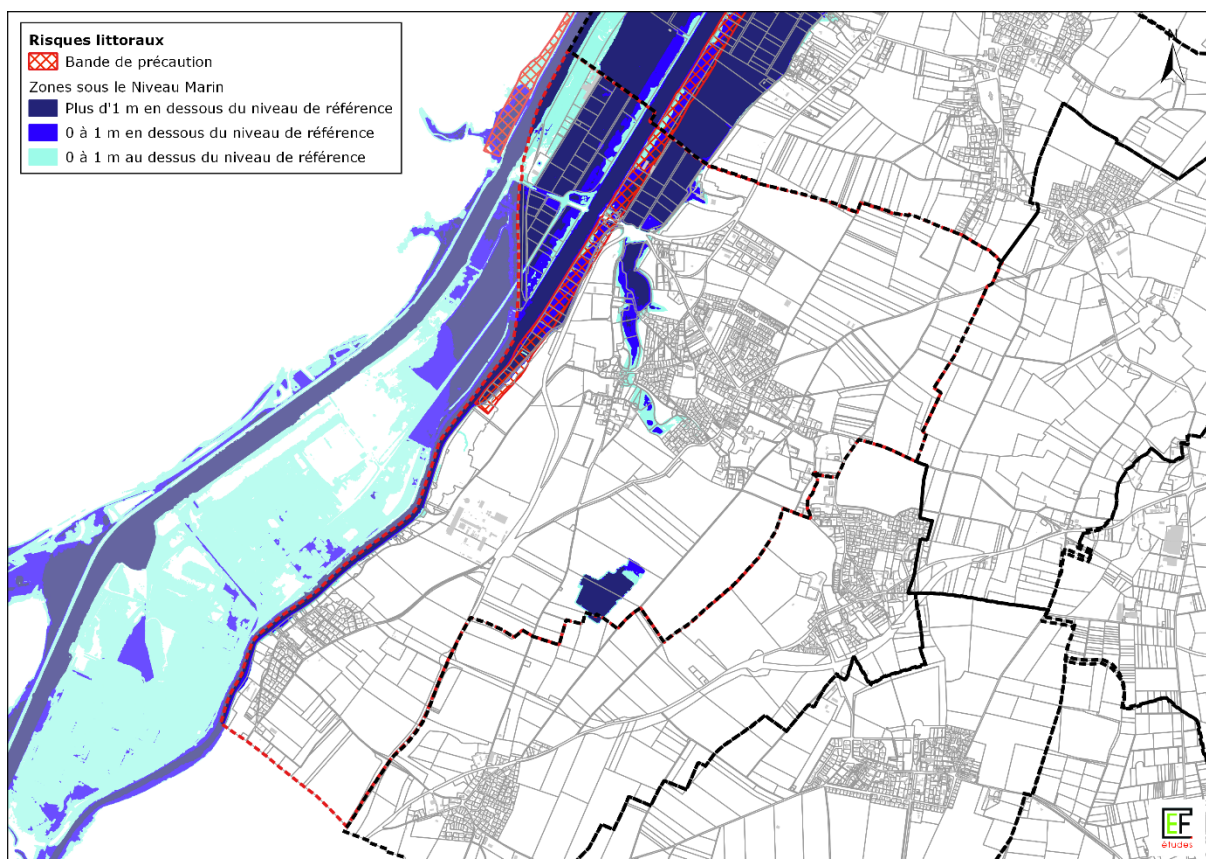 Risques littoraux
Bande de précaution
Zones sous le Niveau Marin
Plus d'1 m en dessous du niveau de référence
0 à 1 m en dessous du niveau de référence
0 à 1 m au dessus du niveau de référence
N
CEF
études